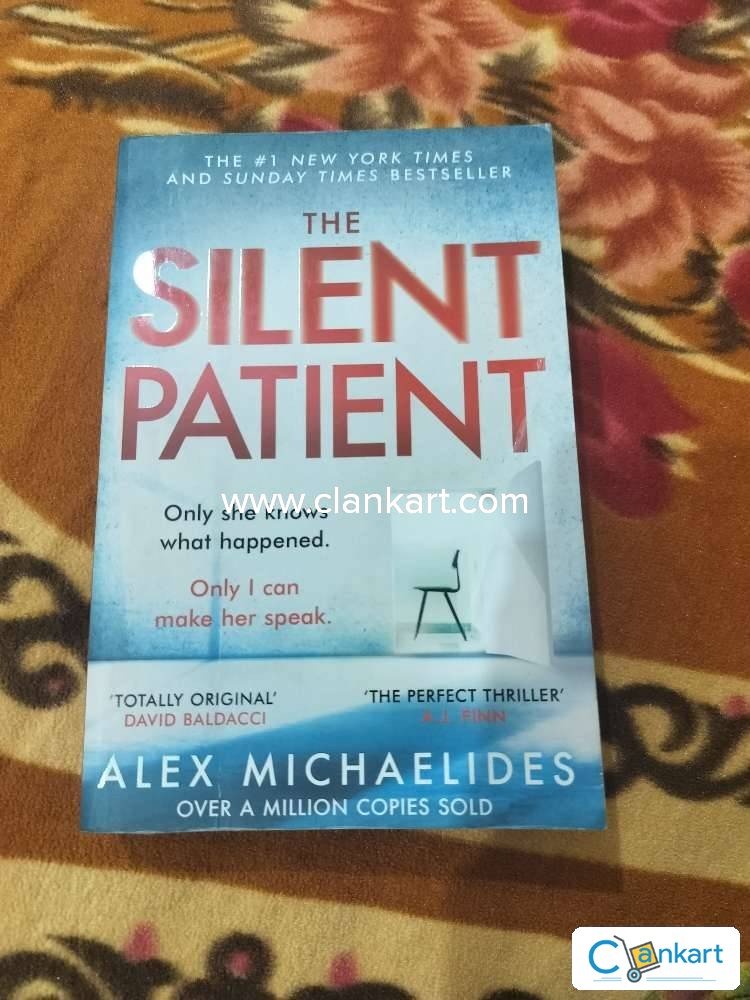 THE #1 NEW YORK TIMES
AND SUNDAY TIMES BESTSELLER
THE
SILENT
PATIENT
www.clankart.com
Only she knows
what happened.
Only I can
make her speak.
'TOTALLY ORIGINAL'
DAVID BALDACCI
'THE PERFECT THRILLER'
A.J. FINN
ALEX MICHAELIDES
OVER A MILLION COPIES SOLD
Clankart